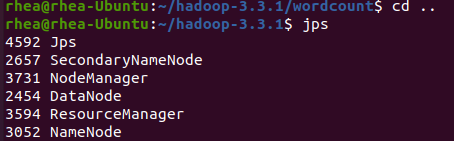 rhea@rhea-Ubuntu:~/hadoop-3.3.1/wordcount$ cd ..
rhea@rhea-Ubuntu:~/hadoop-3.3.1$ jps
4592 Jps
2657 SecondaryNameNode
3731 NodeManager
2454 DataNode
3594 ResourceManager
3052 NameNode